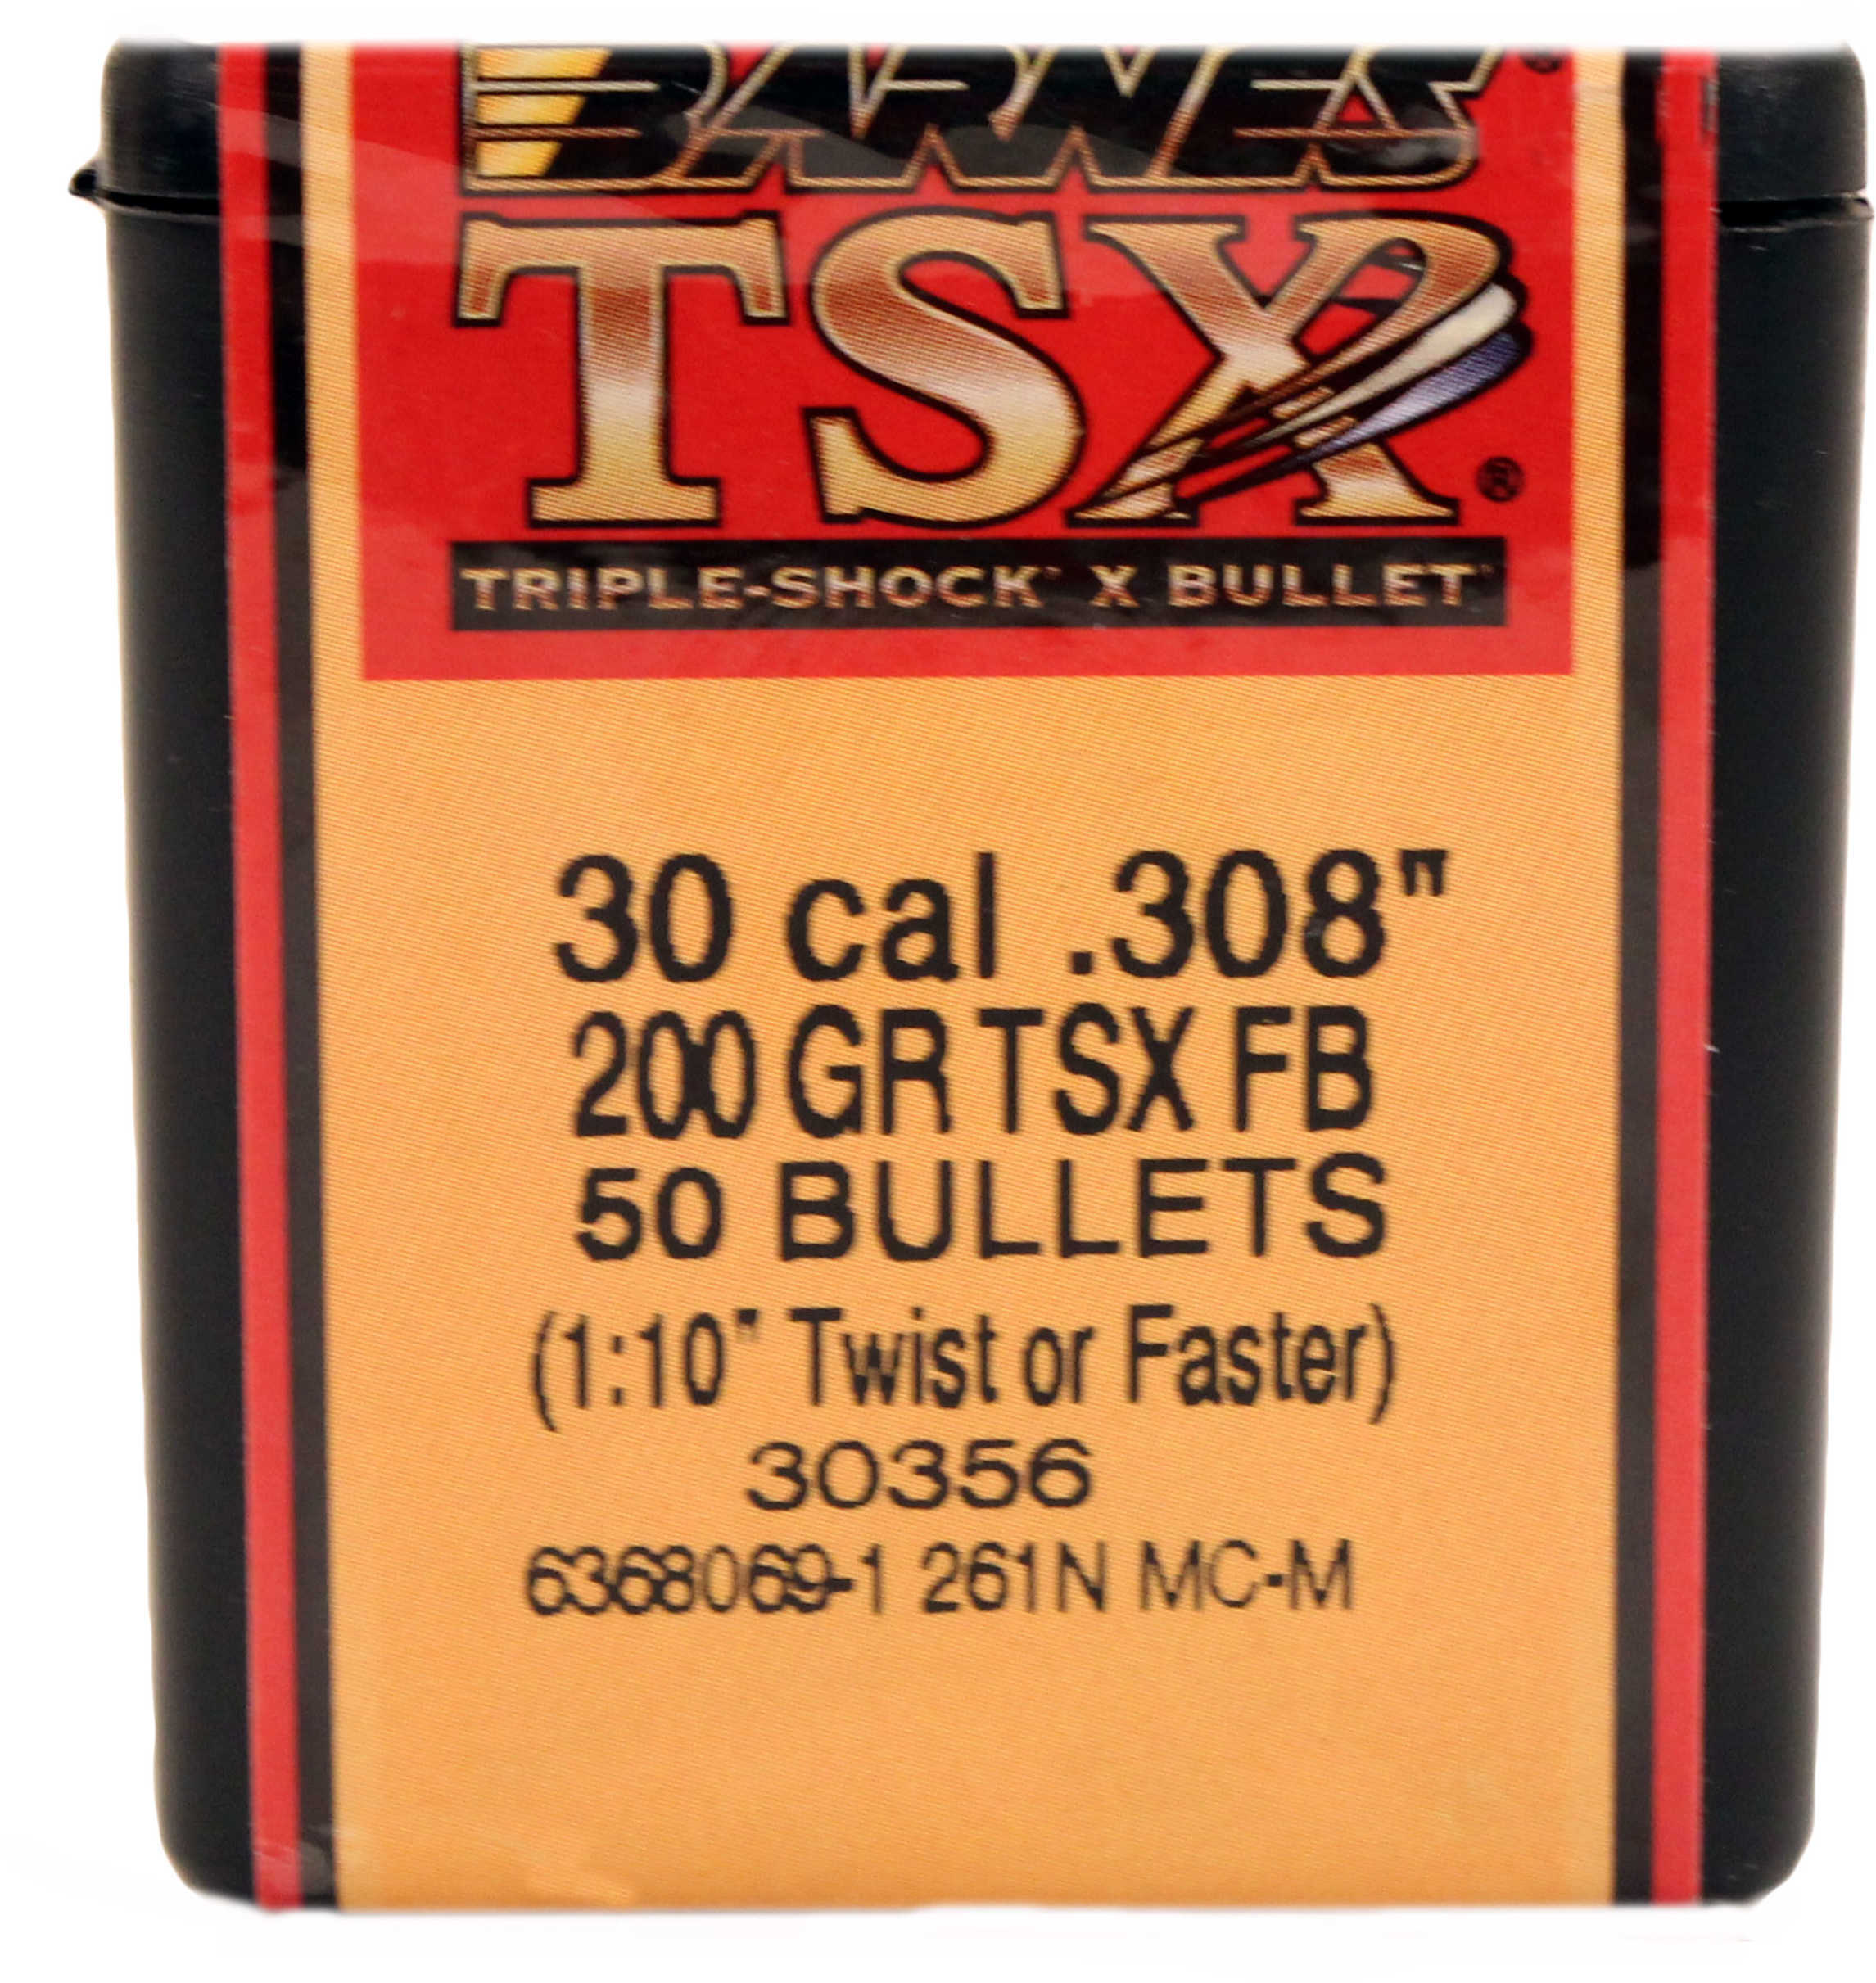 BARNES
TSX®
TRIPLE-SHOCK X BULLET
30 cal .308"
200 GR TSX FB
50 BULLETS
(1:10" Twist or Faster)
30356
6368069-1 261N MC-M